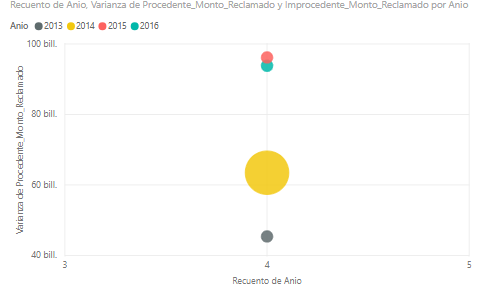 Recuento de Anio, Varianza de Procedente_Monto_Reclamado y Improcedente_Monto_Reclamado por Anio
Anio 2013 2014 2015 2016
Varianza de Procedente_Monto_Reclamado
100 bill.
80 bill.
60 bill.
40 bill.
3 4 5
Recuento de Anio